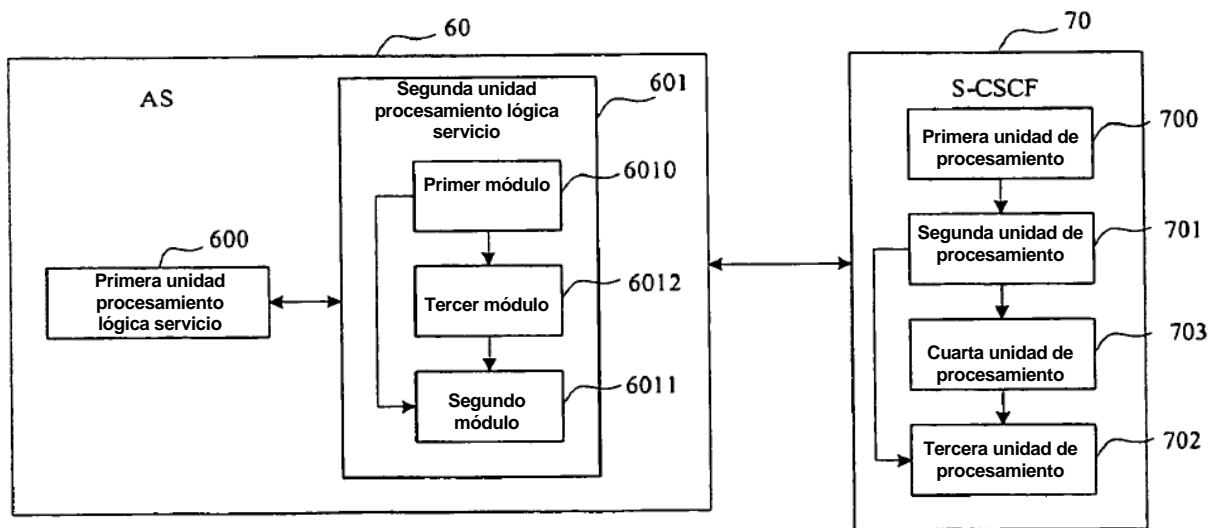 60
AS
Segunda unidad
procesamiento lógica
servicio
601
Primer módulo
6010
600
Primera unidad
procesamiento
lógica servicio
Tercer módulo
6012
Segundo
módulo
6011
70
S-CSCF
700
Primera unidad de
procesamiento
Segunda unidad de
procesamiento
701
703
Cuarta unidad de
procesamiento
Tercera unidad de
procesamiento
702